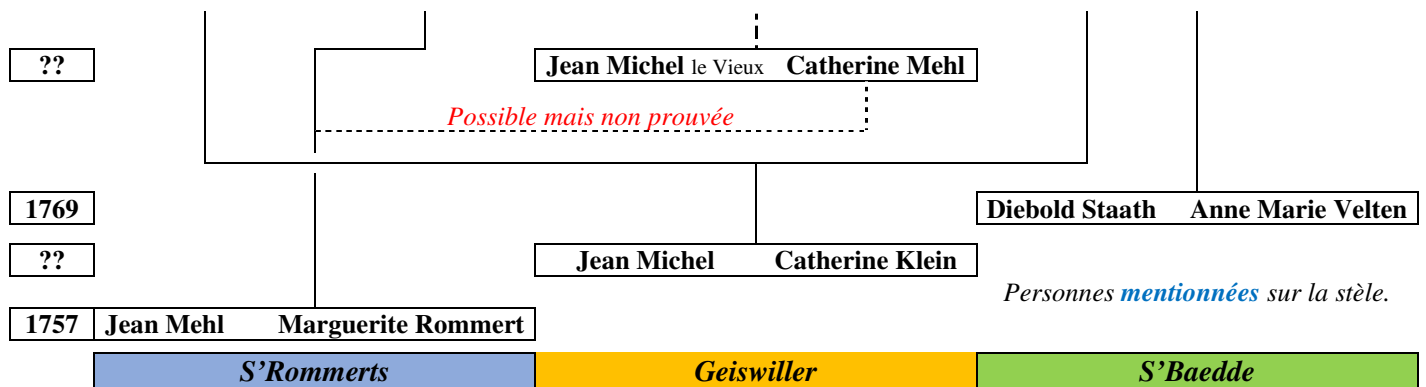 ?? Jean Michel le Vieux Catherine Mehl
Possible mais non prouvée
1769 Diebold Staath Anne Marie Velten
?? Jean Michel Catherine Klein
Personnes mentionnées sur la stèle.
1757 Jean Mehl Marguerite Rommert
S’Rommerts Geiswiller S’Baedde